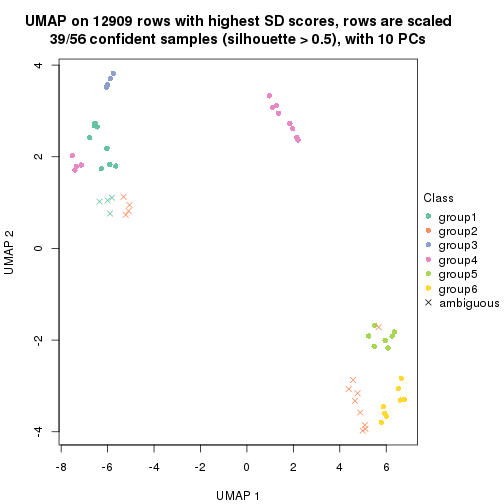 UMAP on 12909 rows with highest SD scores, rows are scaled
39/56 confident samples (silhouette > 0.5), with 10 PCs
4
2
0
-2
-4
UMAP 2
-8
-6
-4
-2
0
2
4
6
UMAP 1
Class
group1
group2
group3
group4
group5
group6
ambiguous